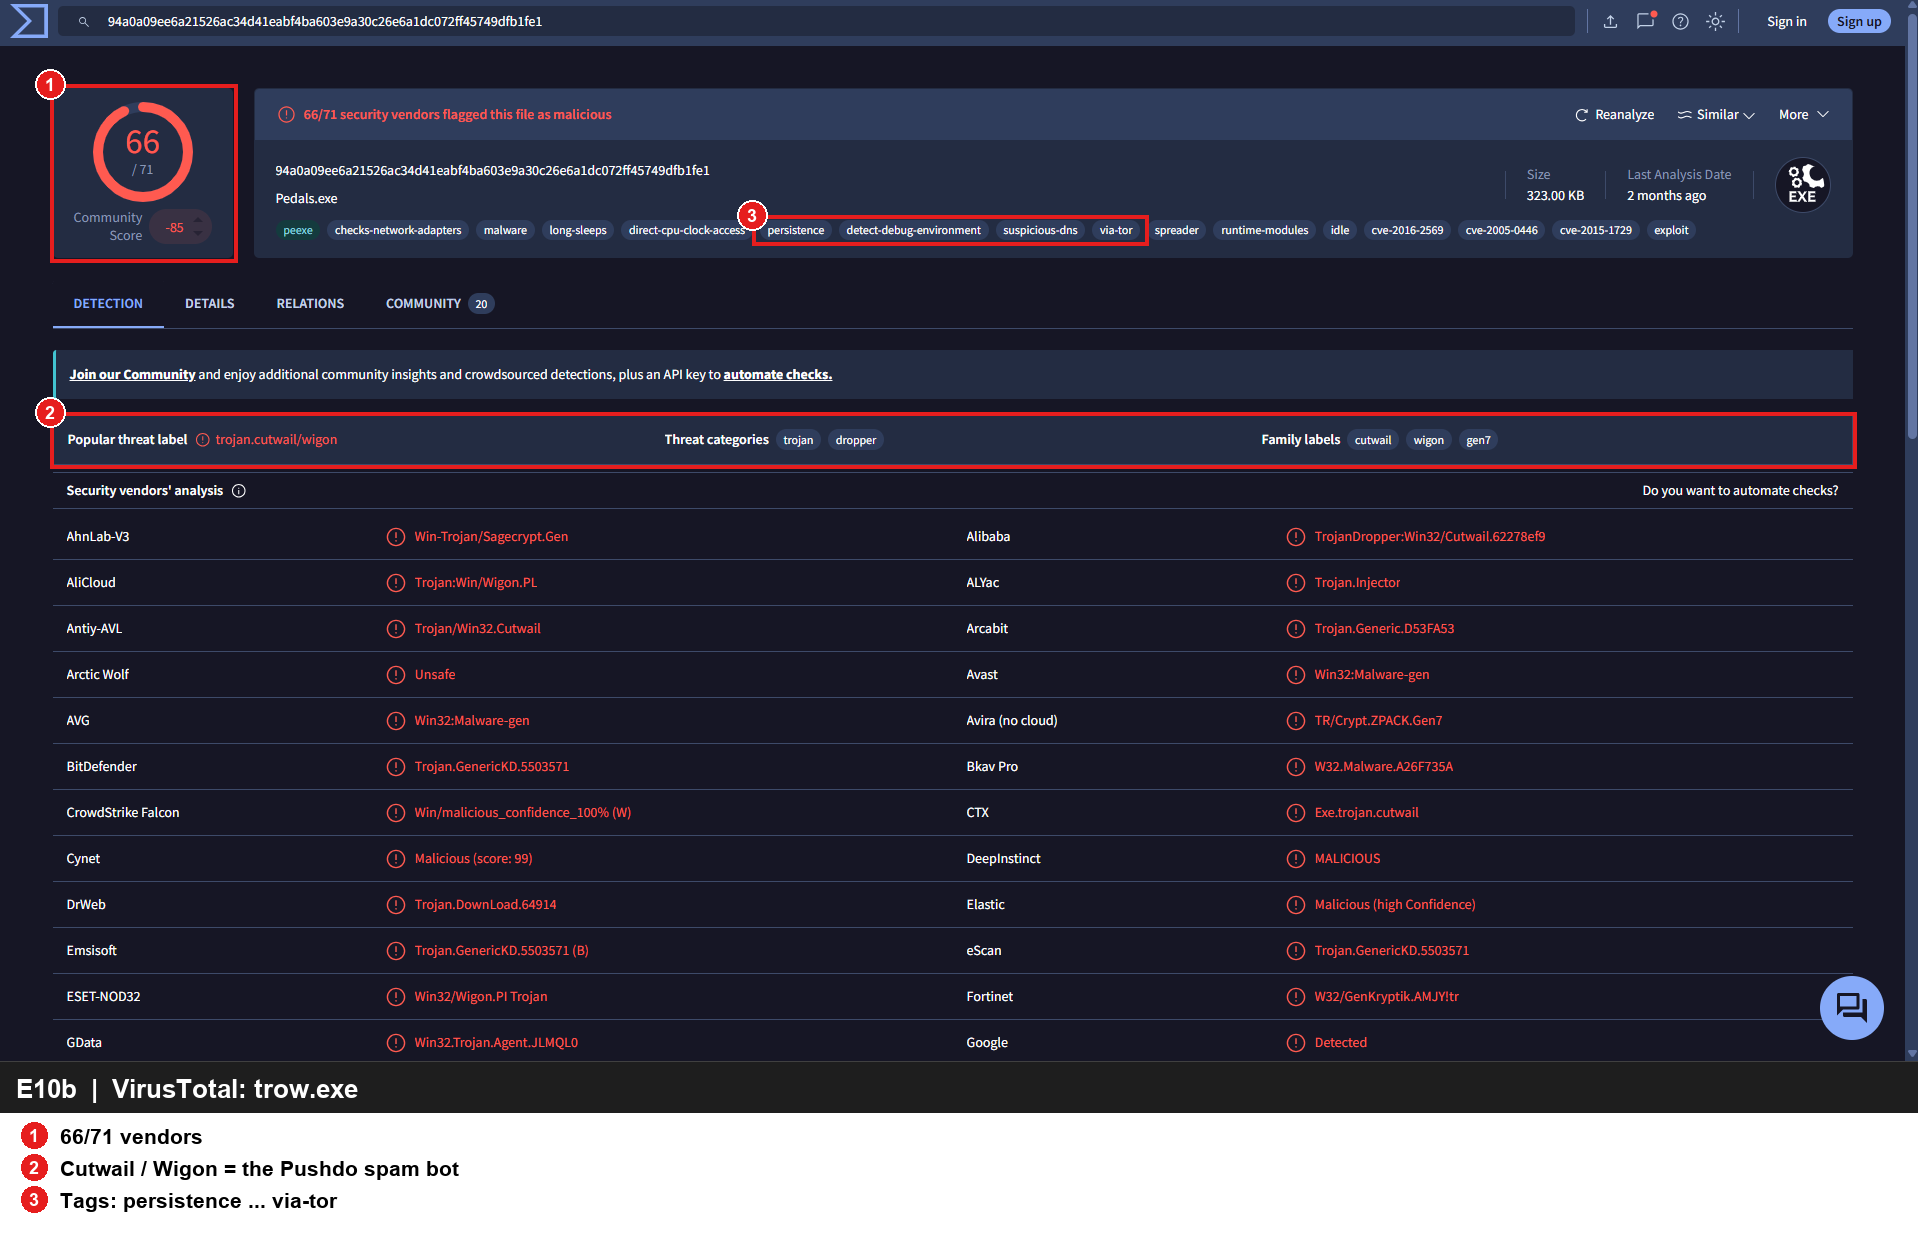 94a0a09ee6a21526ac34d41eabf4ba603e9a30c26e6a1dc072ff45749dfb1fe1 Sign in Sign up
1
66 / 71
Community Score -85
66/71 security vendors flagged this file as malicious Reanalyze Similar More
94a0a09ee6a21526ac34d41eabf4ba603e9a30c26e6a1dc072ff45749dfb1fe1
Pedals.exe
Size 323.00 KB
Last Analysis Date 2 months ago
EXE
3
peexe checks-network-adapters malware long-sleeps direct-cpu-clock-access persistence detect-debug-environment suspicious-dns via-tor spreader runtime-modules idle cve-2016-2569 cve-2005-0446 cve-2015-1729 exploit
DETECTION DETAILS RELATIONS COMMUNITY 20
Join our Community and enjoy additional community insights and crowdsourced detections, plus an API key to automate checks.
2
Popular threat label trojan.cutwail/wigon Threat categories trojan dropper Family labels cutwail wigon gen7
Security vendors' analysis Do you want to automate checks?
AhnLab-V3 Win-Trojan/Sagecrypt.Gen Alibaba TrojanDropper:Win32/Cutwail.62278ef9
AliCloud Trojan:Win/Wigon.PL ALYac Trojan.Injector
Antiy-AVL Trojan/Win32.Cutwail Arcabit Trojan.Generic.D53FA53
Arctic Wolf Unsafe Avast Win32:Malware-gen
AVG Win32:Malware-gen Avira (no cloud) TR/Crypt.ZPACK.Gen7
BitDefender Trojan.GenericKD.5503571 Bkav Pro W32.Malware.A26F735A
CrowdStrike Falcon Win/malicious_confidence_100% (W) CTX Exe.trojan.cutwail
Cynet Malicious (score: 99) DeepInstinct MALICIOUS
DrWeb Trojan.DownLoad.64914 Elastic Malicious (high Confidence)
Emsisoft Trojan.GenericKD.5503571 (B) eScan Trojan.GenericKD.5503571
ESET-NOD32 Win32/Wigon.PI Trojan Fortinet W32/GenKryptik.AMJY!tr
GData Win32.Trojan.Agent.JLMQL0 Google Detected
E10b | VirusTotal: trow.exe
1 66/71 vendors
2 Cutwail / Wigon = the Pushdo spam bot
3 Tags: persistence ... via-tor